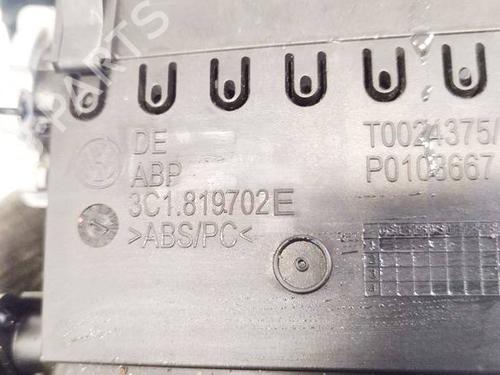 PARTS
DE
ABP
3C1.819702E
>ABS/PC<
T0024375/
P0103667